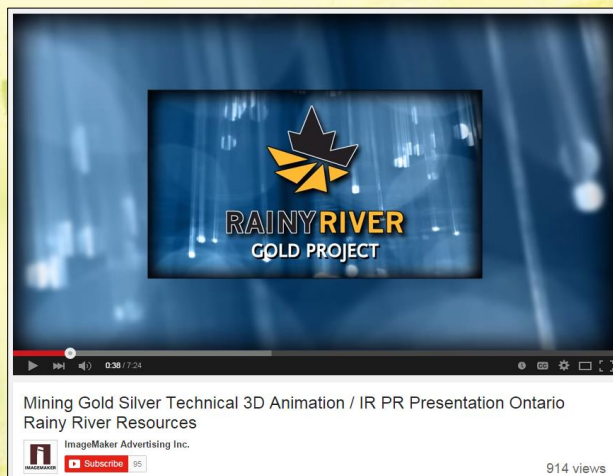 RAINY RIVER
GOLD PROJECT
0:38 / 7:24
CC
Mining Gold Silver Technical 3D Animation / IR PR Presentation Ontario
Rainy River Resources
ImageMaker Advertising Inc.
IMAGEMAKER
Subscribe 95
914 views